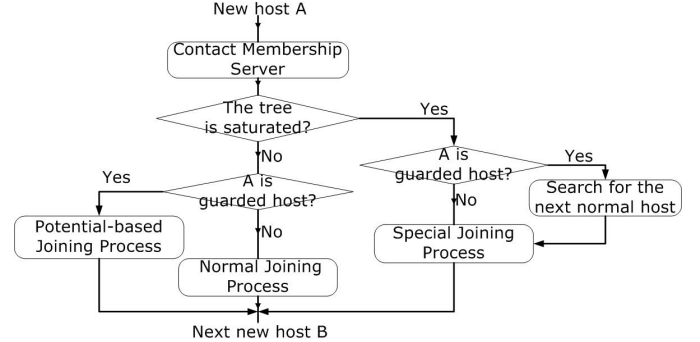 New host A
Contact Membership
Server
The tree
is saturated?
Yes
No
A is
guarded host?
Yes
Search for the
next normal host
No
A is
guarded host?
Yes
Potential-based
Joining Process
No
Special Joining
Process
Normal Joining
Process
Next new host B